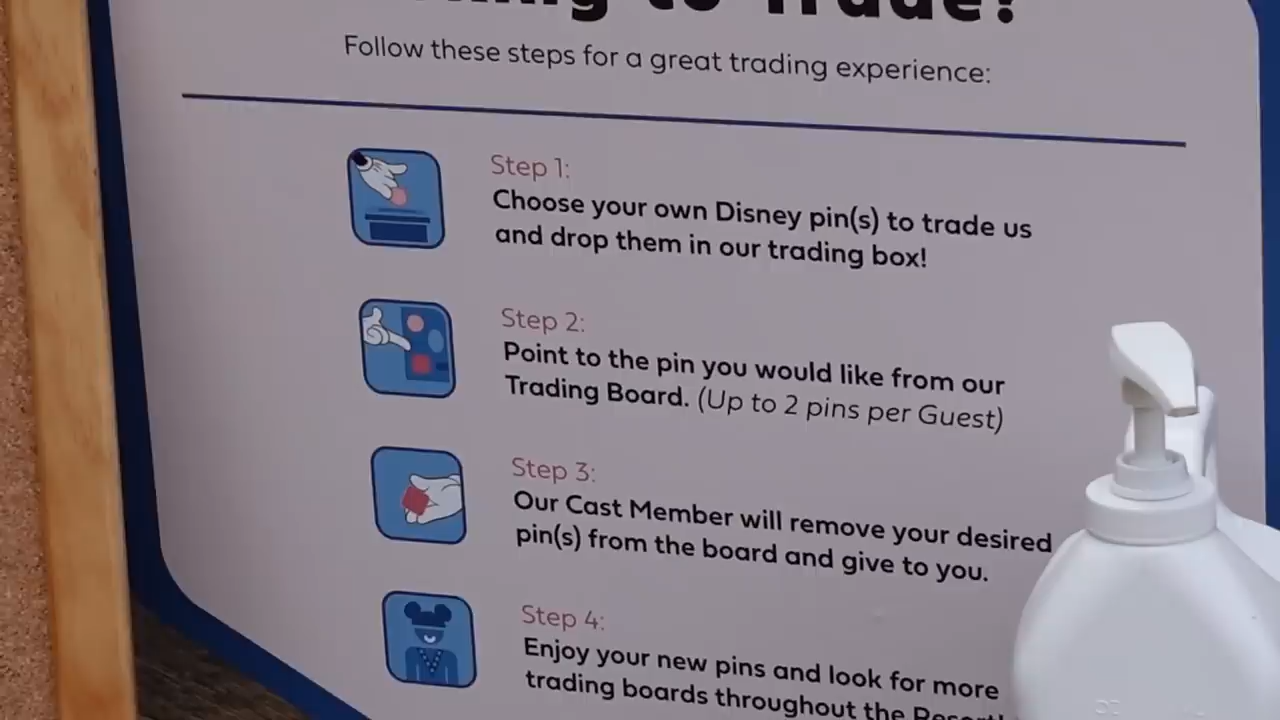 to Trade?
Follow these steps for a great trading experience:
Step 1:
Choose your own Disney pin(s) to trade us
and drop them in our trading box!
Step 2:
Point to the pin you would like from our
Trading Board. (Up to 2 pins per Guest)
Step 3:
Our Cast Member will remove your desired
pin(s) from the board and give to you.
Step 4:
Enjoy your new pins and look for more
trading boards throughout the Resort!